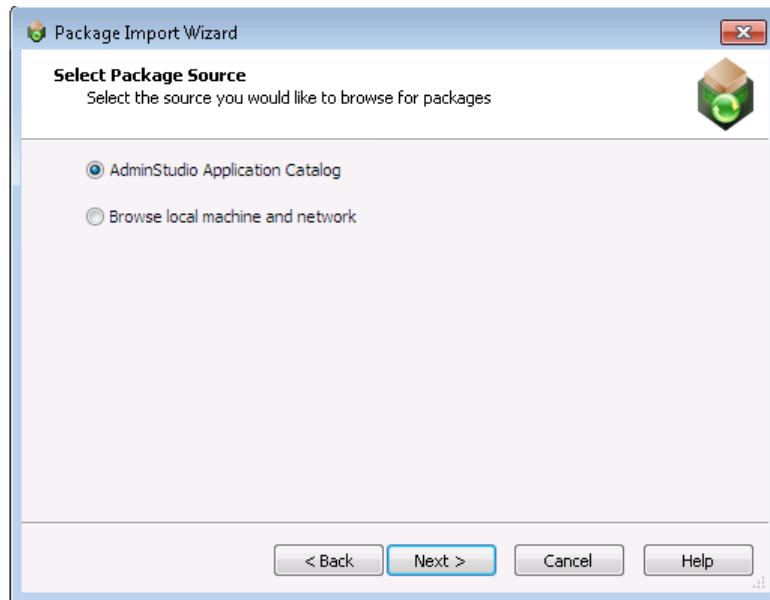 Package Import Wizard
Select Package Source
Select the source you would like to browse for packages
AdminStudio Application Catalog
Browse local machine and network
< Back Next > Cancel Help